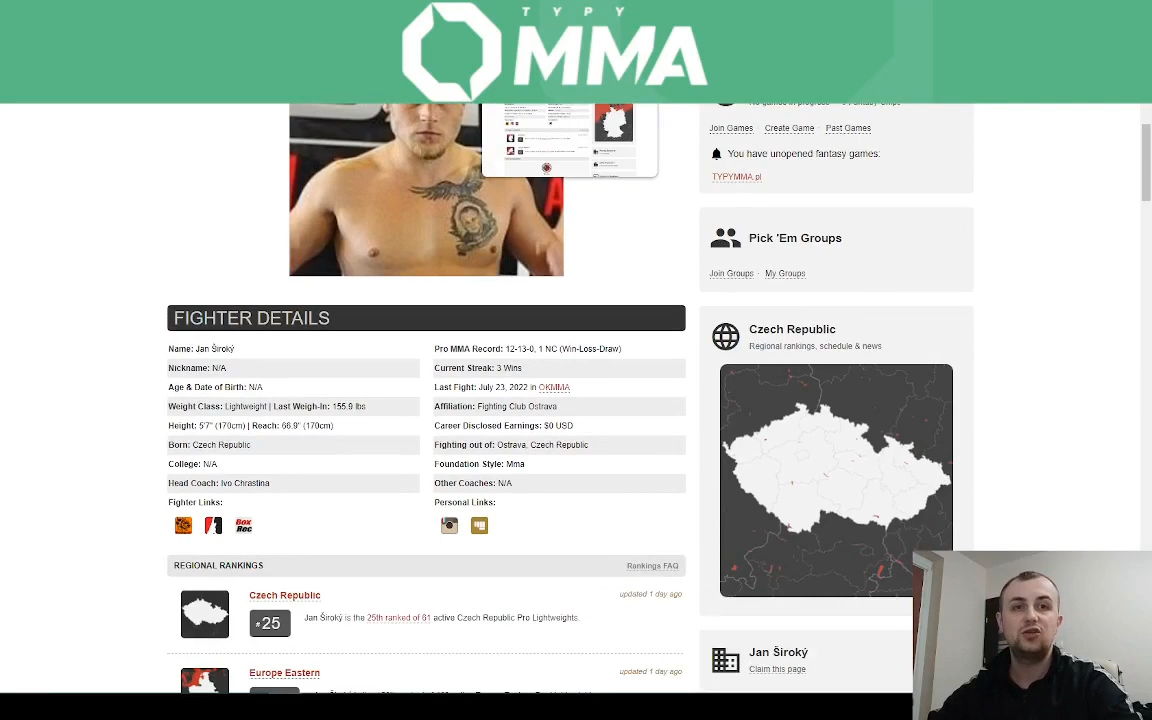 TYPY
MMA
Join Games · Create Game · Past Games
You have unopened fantasy games:
TYPYMMA.pl
Pick 'Em Groups
Join Groups · My Groups
FIGHTER DETAILS
Name: Jan Široký
Pro MMA Record: 12-13-0, 1 NC (Win-Loss-Draw)
Nickname: N/A
Current Streak: 3 Wins
Age & Date of Birth: N/A
Last Fight: July 23, 2022 in OKMMA
Weight Class: Lightweight | Last Weigh-In: 155.9 lbs
Affiliation: Fighting Club Ostrava
Height: 5'7" (170cm) | Reach: 66.9" (170cm)
Career Disclosed Earnings: $0 USD
Born: Czech Republic
Fighting out of: Ostrava, Czech Republic
College: N/A
Foundation Style: Mma
Head Coach: Ivo Chrastina
Other Coaches: N/A
Fighter Links:
Personal Links:
Box
Rec
Czech Republic
Regional rankings, schedule & news
REGIONAL RANKINGS
Rankings FAQ
Czech Republic
updated 1 day ago
#25
Jan Široký is the 25th ranked of 61 active Czech Republic Pro Lightweights.
Europe Eastern
updated 1 day ago
Jan Široký
Claim this page